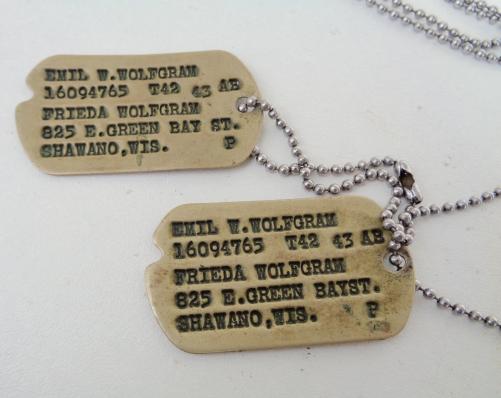 EMIL W.WOLFGRAM
16094765 T42 43 AB
FRIEDA WOLFGRAM
825 E.GREEN BAY ST.
SHAWANO,WIS. P
EMIL W.WOLFGRAM
16094765 T42 43 AB
FRIEDA WOLFGRAM
825 E.GREEN BAYST.
SHAWANO,WIS. P